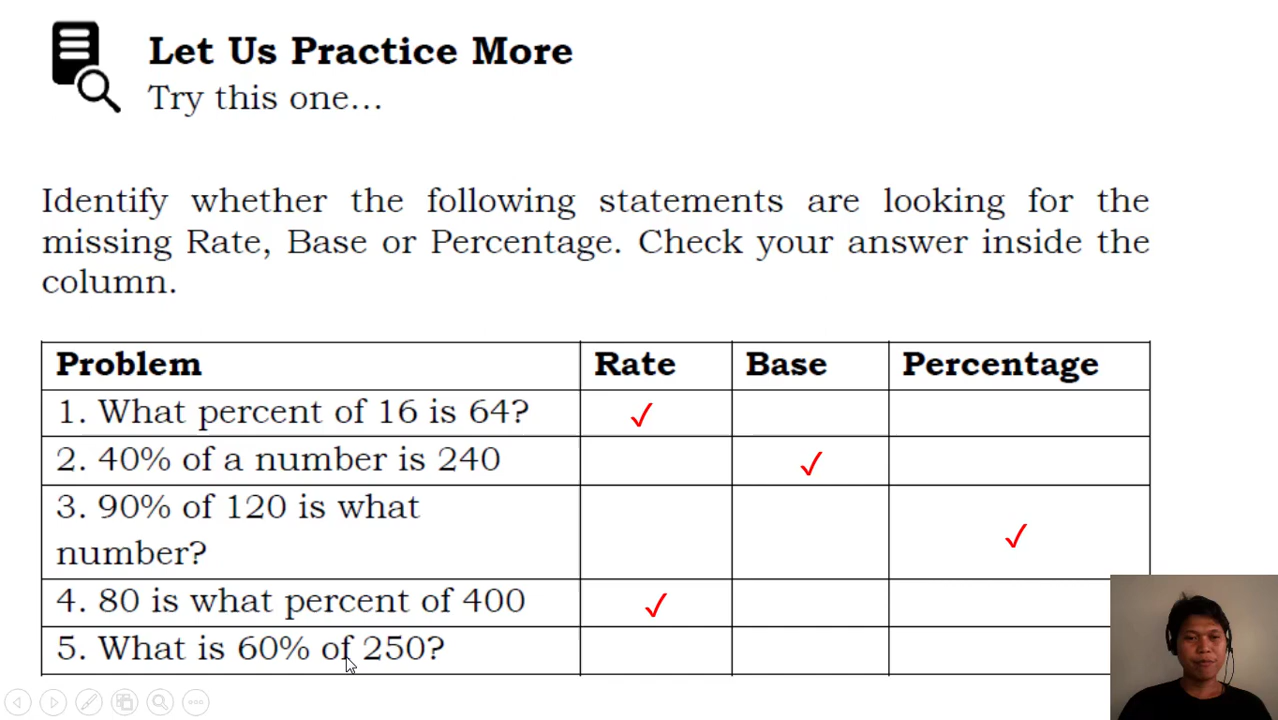 Let Us Practice More
Try this one...
Identify whether the following statements are looking for the
missing Rate, Base or Percentage. Check your answer inside the
column.
Problem Rate Base Percentage
1. What percent of 16 is 64? ✓
2. 40% of a number is 240 ✓
3. 90% of 120 is what
number? ✓
4. 80 is what percent of 400 ✓
5. What is 60% of 250?